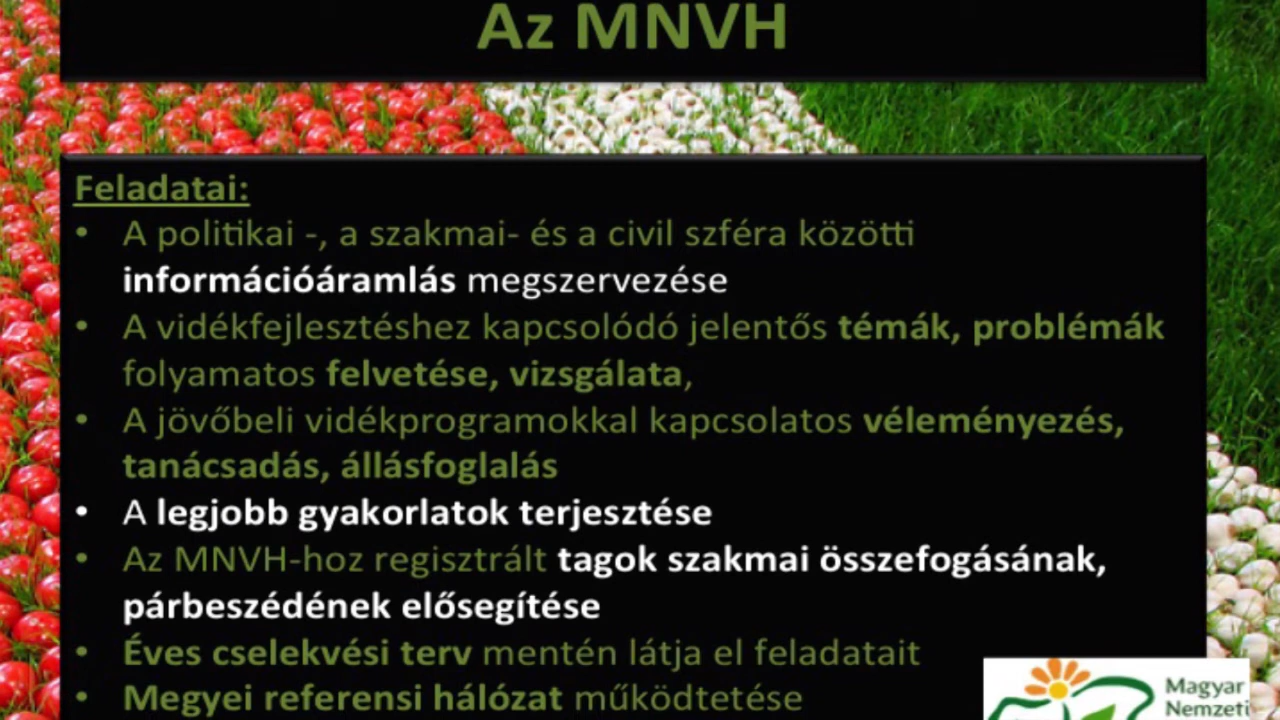 Az MNVH
Feladatai:
• A politikai -, a szakmai- és a civil szféra közötti
információáramlás megszervezése
• A vidékfejlesztéshez kapcsolódó jelentős témák, problémák
folyamatos felvetése, vizsgálata,
• A jövőbeli vidékprogramokkal kapcsolatos véleményezés,
tanácsadás, állásfoglalás
• A legjobb gyakorlatok terjesztése
• Az MNVH-hoz regisztrált tagok szakmai összefogásának,
párbeszédének elősegítése
• Éves cselekvési terv mentén látja el feladatait
• Megyei referensi hálózat működtetése
Magyar
Nemzeti